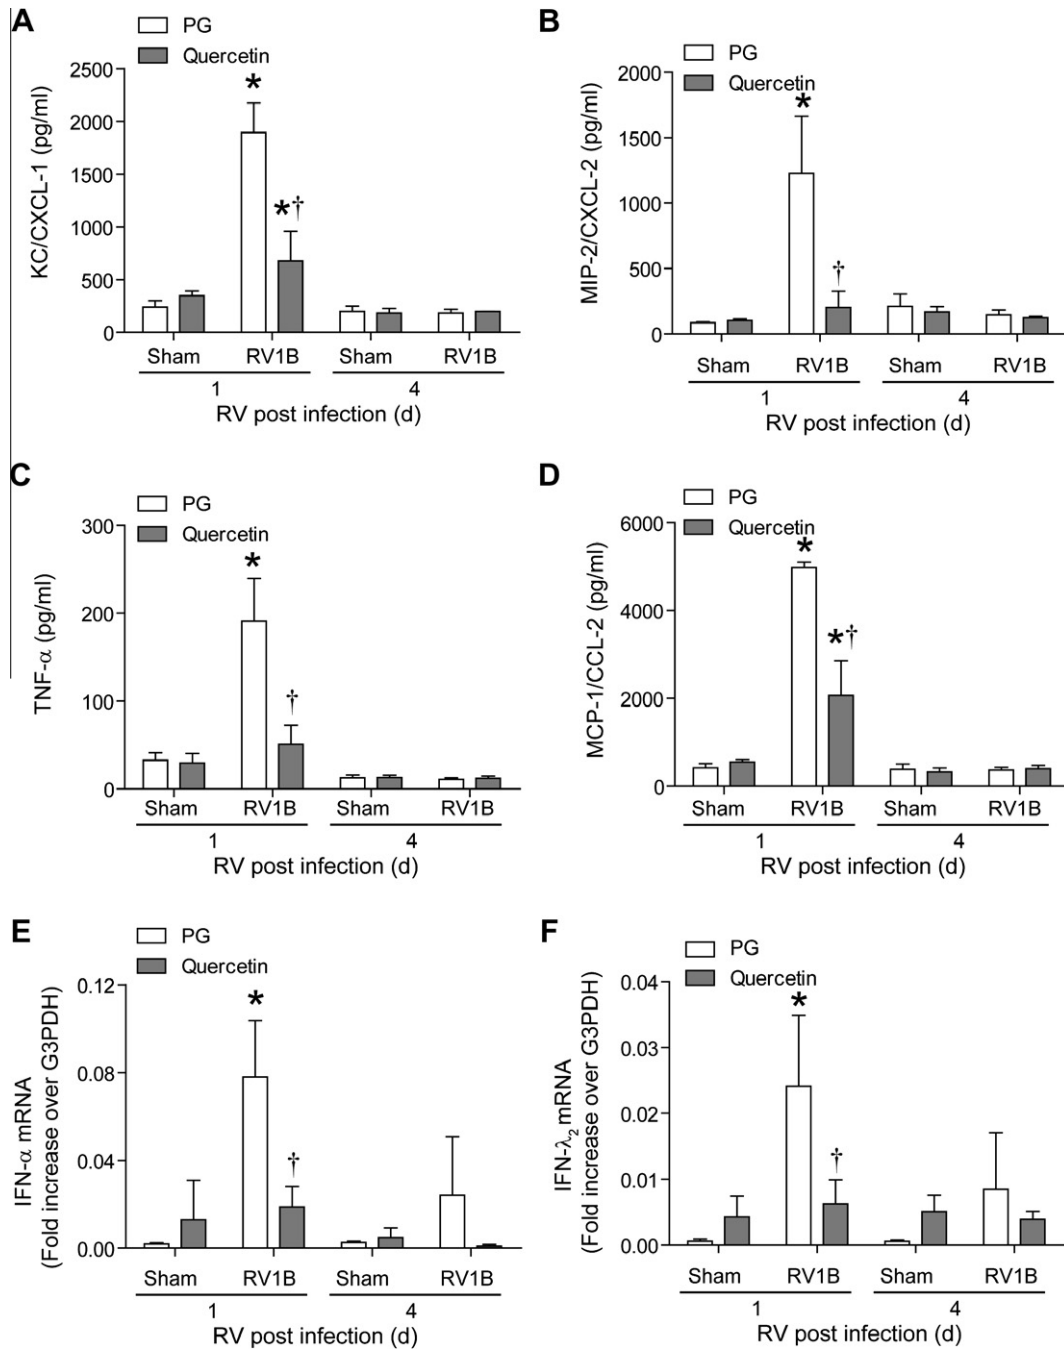 A
PG
Quercetin
KC/CXCL-1 (pg/ml)
2500
2000
1500
1000
500
0
*
*†
Sham RV1B Sham RV1B
1 4
RV post infection (d)
B
PG
Quercetin
MIP-2/CXCL-2 (pg/ml)
2000
1500
1000
500
0
*
†
Sham RV1B Sham RV1B
1 4
RV post infection (d)
C
PG
Quercetin
TNF-α (pg/ml)
300
200
100
0
*
†
Sham RV1B Sham RV1B
1 4
RV post infection (d)
D
PG
Quercetin
MCP-1/CCL-2 (pg/ml)
6000
4000
2000
0
*
*†
Sham RV1B Sham RV1B
1 4
RV post infection (d)
E
PG
Quercetin
IFN-α mRNA
(Fold increase over G3PDH)
0.12
0.08
0.04
0.00
*
†
Sham RV1B Sham RV1B
1 4
RV post infection (d)
F
PG
Quercetin
IFN-λ₂ mRNA
(Fold increase over G3PDH)
0.04
0.03
0.02
0.01
0.00
*
†
Sham RV1B Sham RV1B
1 4
RV post infection (d)